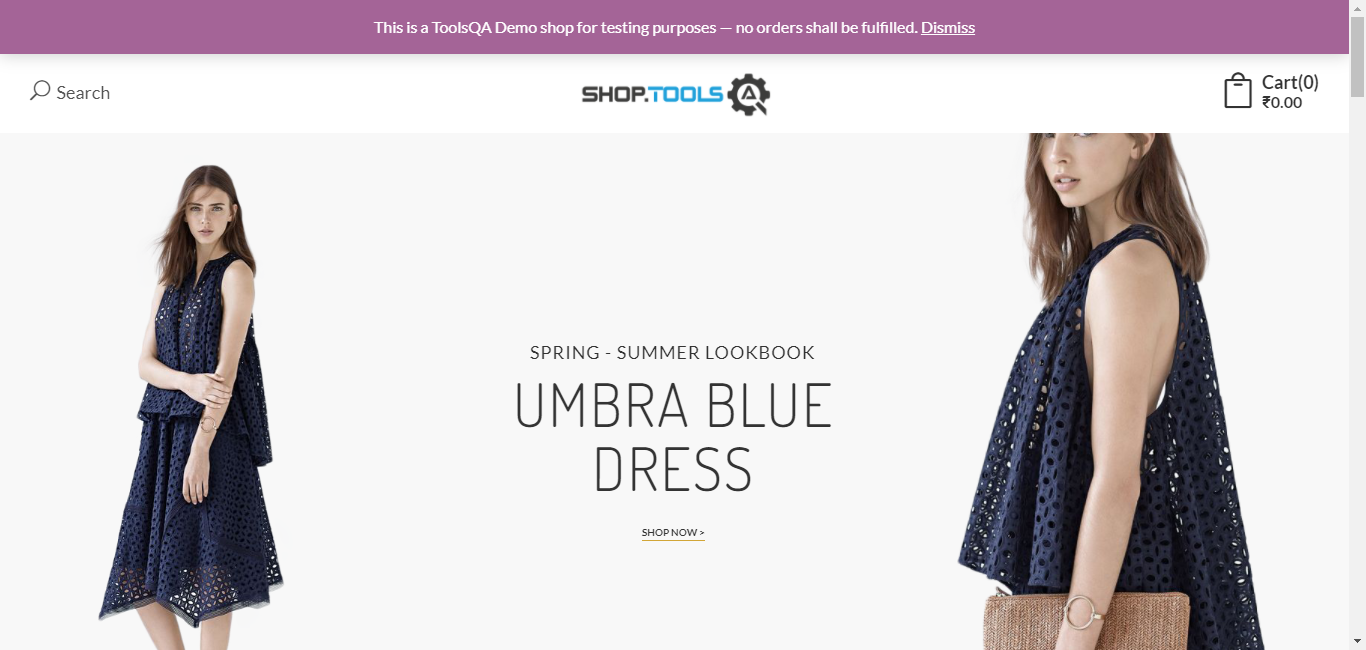 This is a ToolsQA Demo shop for testing purposes — no orders shall be fulfilled. Dismiss
Search
SHOP.TOOLS
Cart(0)
₹0.00
SPRING - SUMMER LOOKBOOK
UMBRA BLUE
DRESS
SHOP NOW >